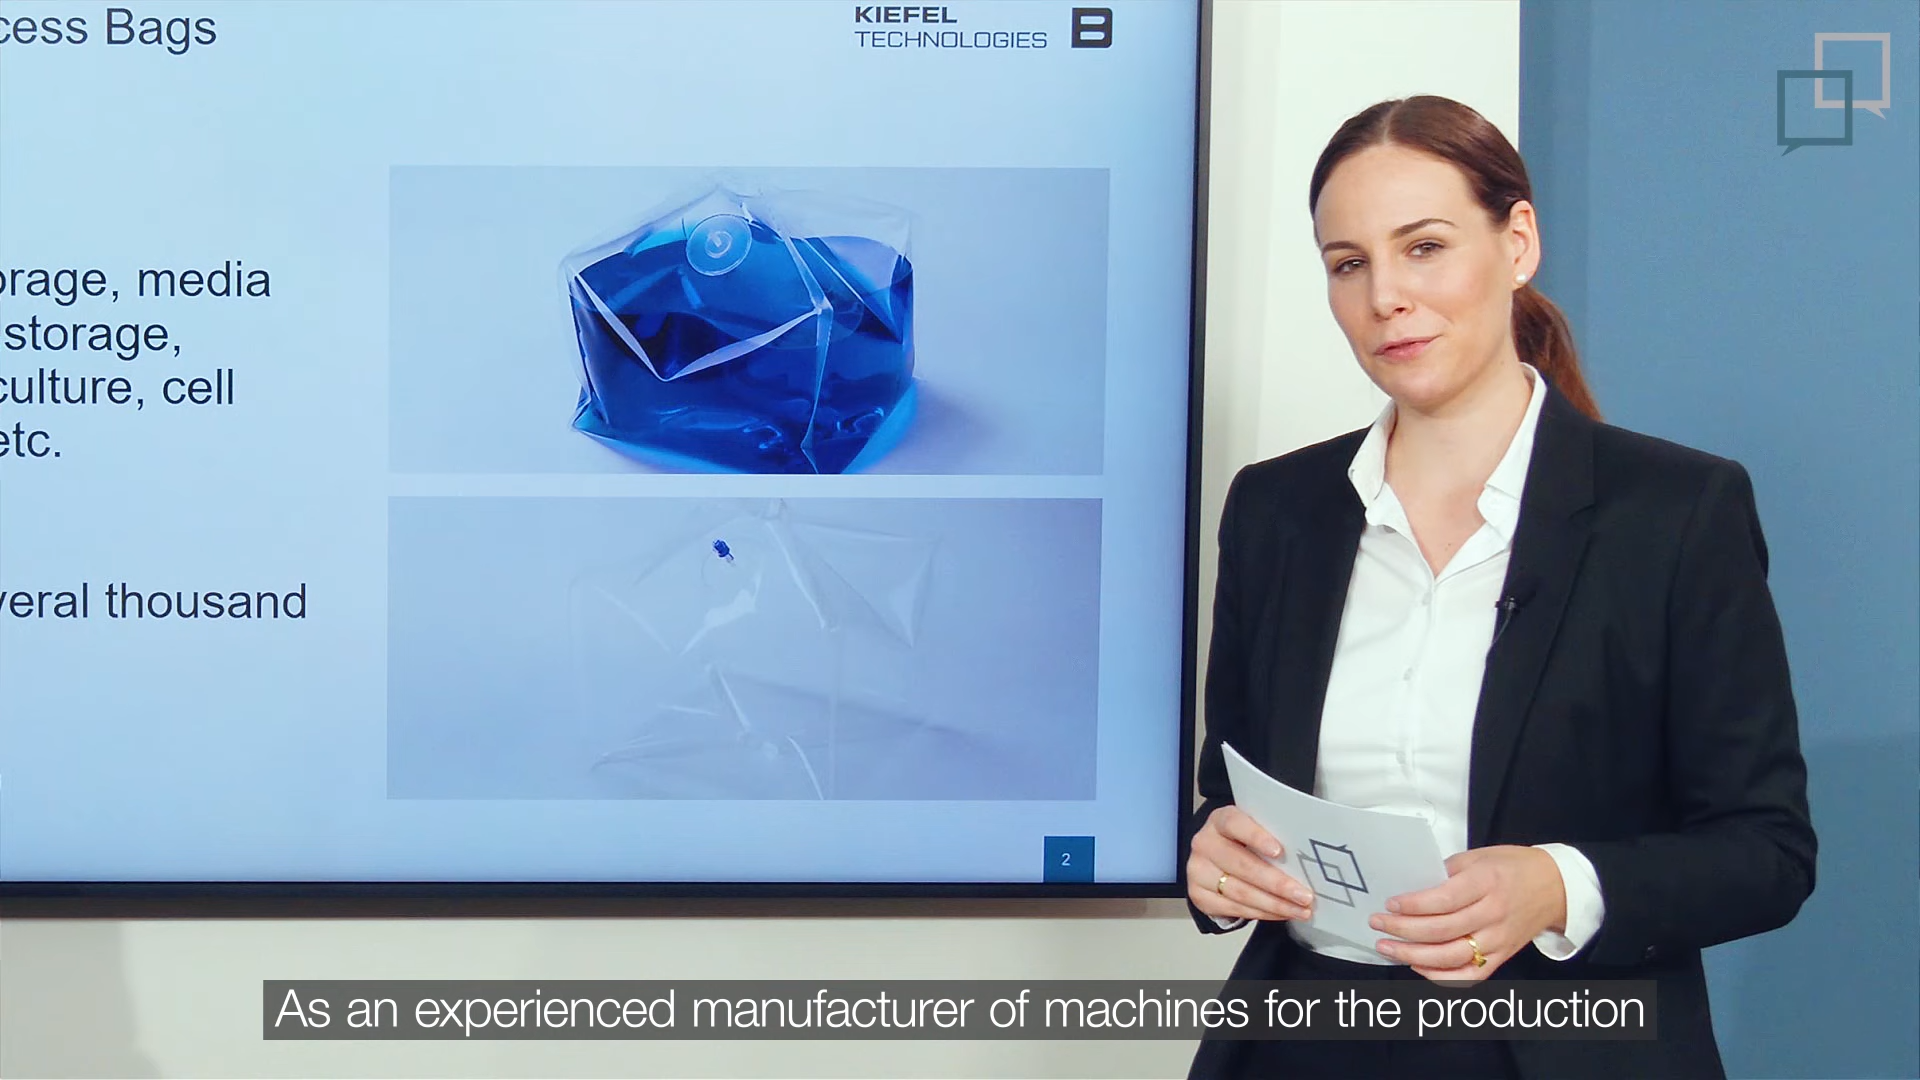 cess Bags
KIEFEL
TECHNOLOGIES
B
orage, media
storage,
culture, cell
etc.
veral thousand
2
As an experienced manufacturer of machines for the production